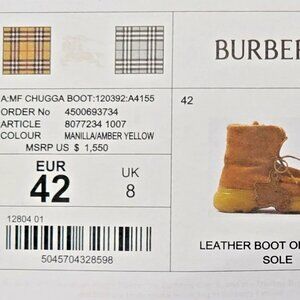 BURBE
A:MF CHUGGA BOOT:120392:A4155
ORDER No 4500693734
ARTICLE 8077234 1007
COLOUR MANILLA/AMBER YELLOW
MSRP US $ 1,550
EUR
42
UK
8
42
12804 01
5045704328598
LEATHER BOOT O
SOLE